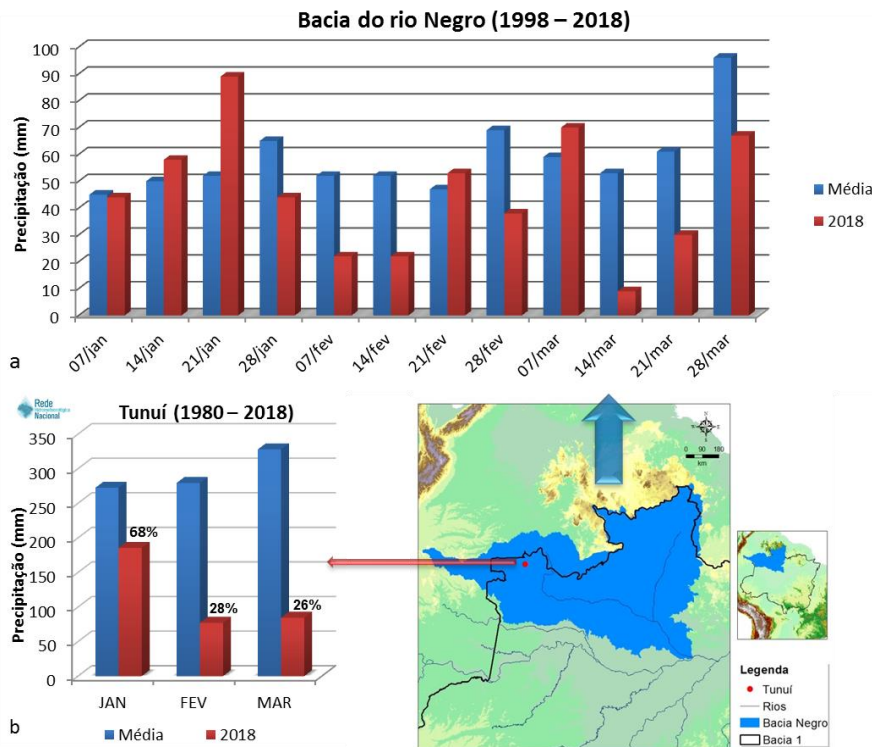 Bacia do rio Negro (1998 – 2018)
Precipitação (mm)
100
90
80
70
60
50
40
30
20
10
0
07/jan
14/jan
21/jan
28/jan
07/fev
14/fev
21/fev
28/fev
07/mar
14/mar
21/mar
28/mar
Média
2018
a
Rede
Nacional
Tunuí (1980 – 2018)
Precipitação (mm)
350
300
250
200
150
100
50
0
68%
28%
26%
JAN
FEV
MAR
Média
2018
b
N
0 90 180
km
Legenda
Tunuí
Rios
Bacia Negro
Bacia 1